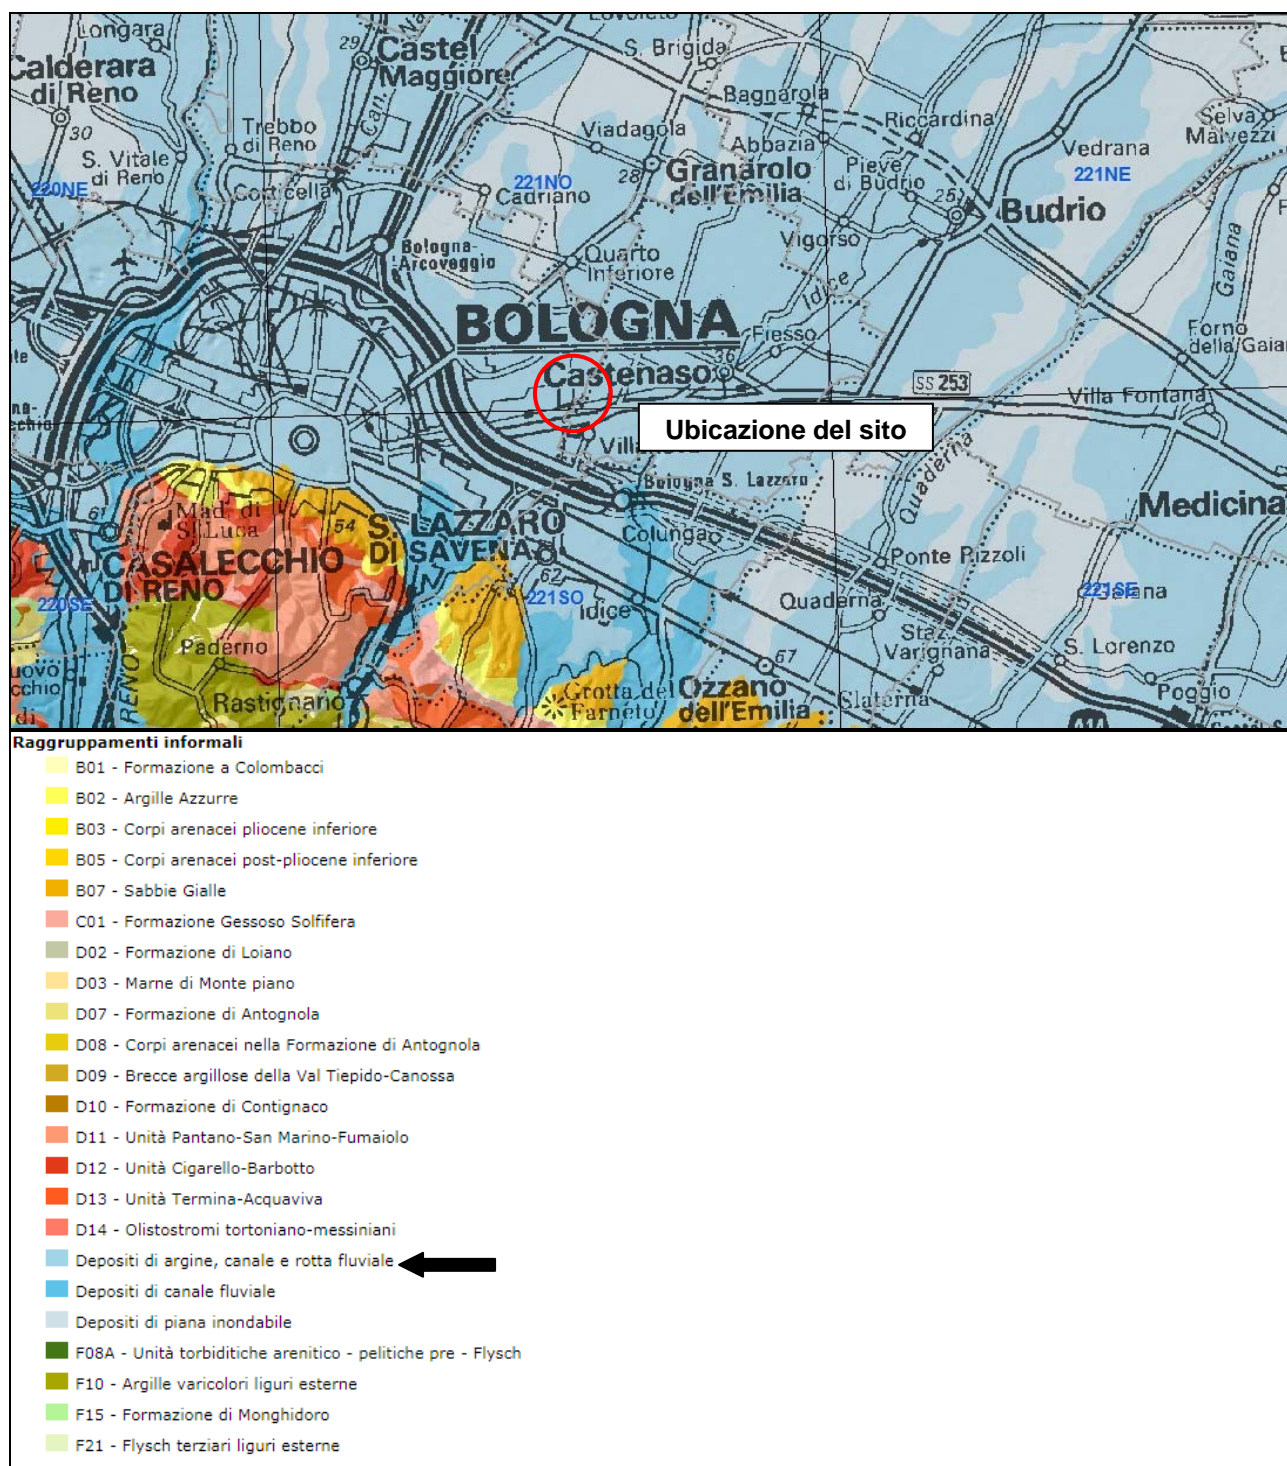 Longara
29
Castel
Maggiore
S. Brigida
Calderara
di Reno
30
Trebbo
di Reno
Can.
Bagnarola
Riccardina
Selva
Malvezzi
Viadagola
Abbazia
Vedrana
S. Vitale
di Reno
220NE
Corticella
221NO
Cadriano
28
Granarolo
dell'Emilia
Pieve
di Budrio
25
221NE
Budrio
Bologna-
Arcoveggio
Quarto
Inferiore
Vigorso
Idice
Gaiana
BOLOGNA
Fiesso
Forno
della Gaiana
Castenaso
36
SS 253
Villa Fontana
Ubicazione del sito
Bologna S. Lazzaro
Quaderna
Medicina
61
Mad. di
S. Luca
54
S. LAZZARO
DI SAVENA
62
Colunga
Ponte Rizzoli
CASALECCHIO
DI RENO
220SE
221SO
Idice
Quaderna
221SE
Staz.
Varignana
S. Lorenzo
Paderno
RENO
67
Poggio
Rastignano
Grotta del
Farneto
Ozzano
dell'Emilia
A14
Raggruppamenti informali
B01 - Formazione a Colombacci
B02 - Argille Azzurre
B03 - Corpi arenacei pliocene inferiore
B05 - Corpi arenacei post-pliocene inferiore
B07 - Sabbie Gialle
C01 - Formazione Gessoso Solfifera
D02 - Formazione di Loiano
D03 - Marne di Monte piano
D07 - Formazione di Antognola
D08 - Corpi arenacei nella Formazione di Antognola
D09 - Brecce argillose della Val Tiepido-Canossa
D10 - Formazione di Contignaco
D11 - Unità Pantano-San Marino-Fumaiolo
D12 - Unità Cigarello-Barbotto
D13 - Unità Termina-Acquaviva
D14 - Olistostromi tortoniano-messiniani
Depositi di argine, canale e rotta fluviale
Depositi di canale fluviale
Depositi di piana inondabile
F08A - Unità torbiditiche arenitico - pelitiche pre - Flysch
F10 - Argille varicolori liguri esterne
F15 - Formazione di Monghidoro
F21 - Flysch terziari liguri esterne